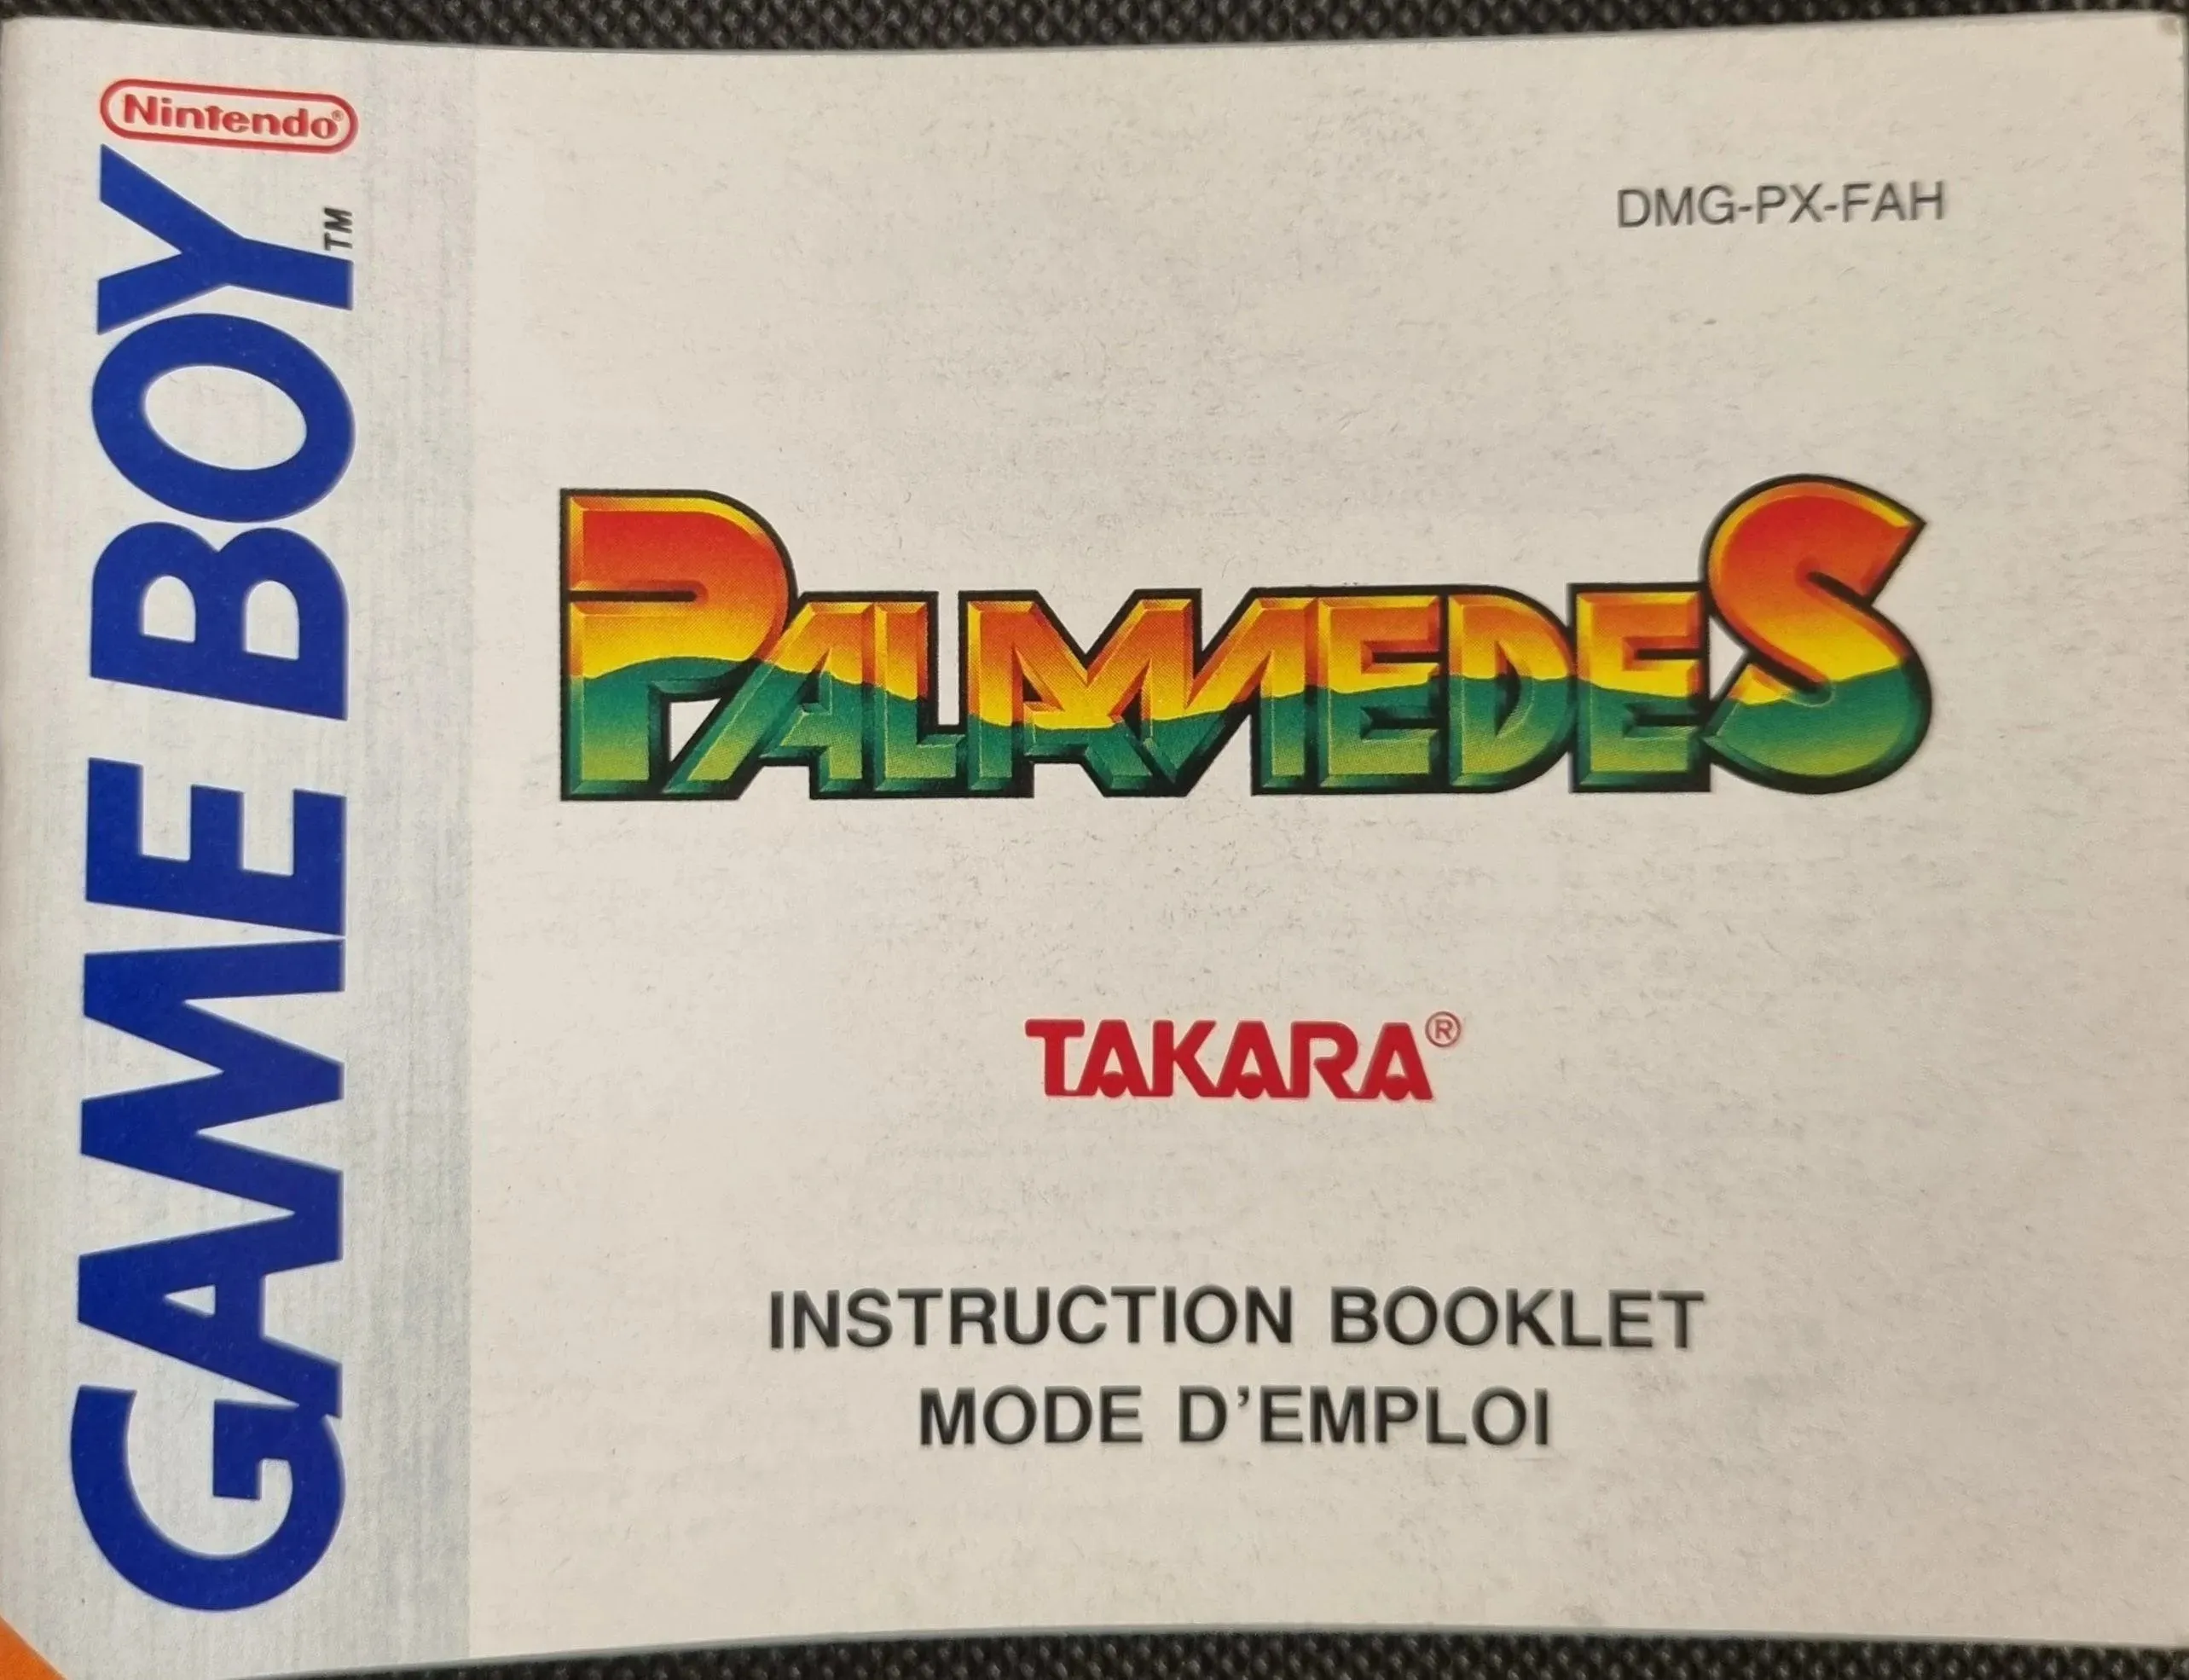 Nintendo®
GAME BOY™
DMG-PX-FAH
PALAMEDES
TAKARA®
INSTRUCTION BOOKLET
MODE D'EMPLOI